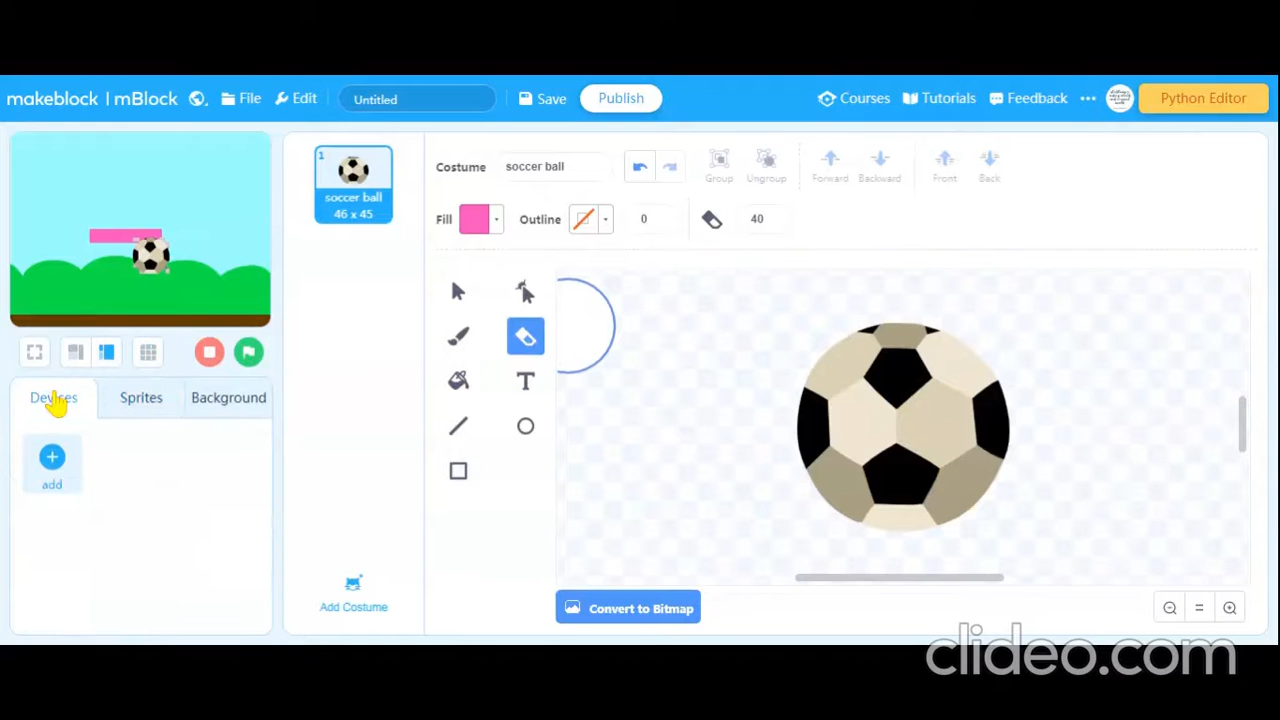 makeblock | mBlock File Edit Untitled Save Publish Courses Tutorials Feedback Python Editor
1
soccer ball
46 x 45
Costume soccer ball Group Ungroup Forward Backward Front Back
Fill Outline 0 40
T
Devices Sprites Background
add
Add Costume
Convert to Bitmap
clideo.com